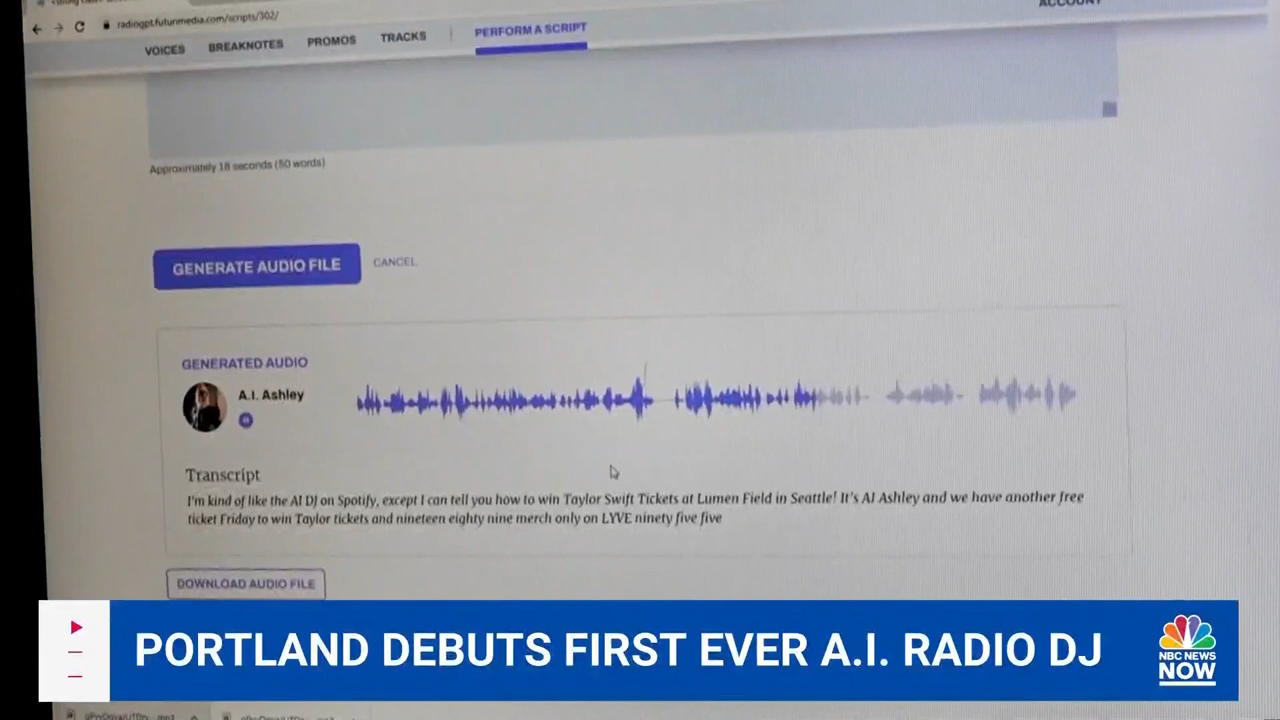 ACCOUNT
radiogpt.futurimedia.com/scripts/302/
VOICES BREAKNOTES PROMOS TRACKS PERFORM A SCRIPT
Approximately 18 seconds (50 words)
GENERATE AUDIO FILE CANCEL
GENERATED AUDIO
A.I. Ashley
Transcript
I'm kind of like the AI DJ on Spotify, except I can tell you how to win Taylor Swift Tickets at Lumen Field in Seattle! It's AI Ashley and we have another free
ticket Friday to win Taylor tickets and nineteen eighty nine merch only on LYVE ninety five five
DOWNLOAD AUDIO FILE
PORTLAND DEBUTS FIRST EVER A.I. RADIO DJ
NBC NEWS
NOW